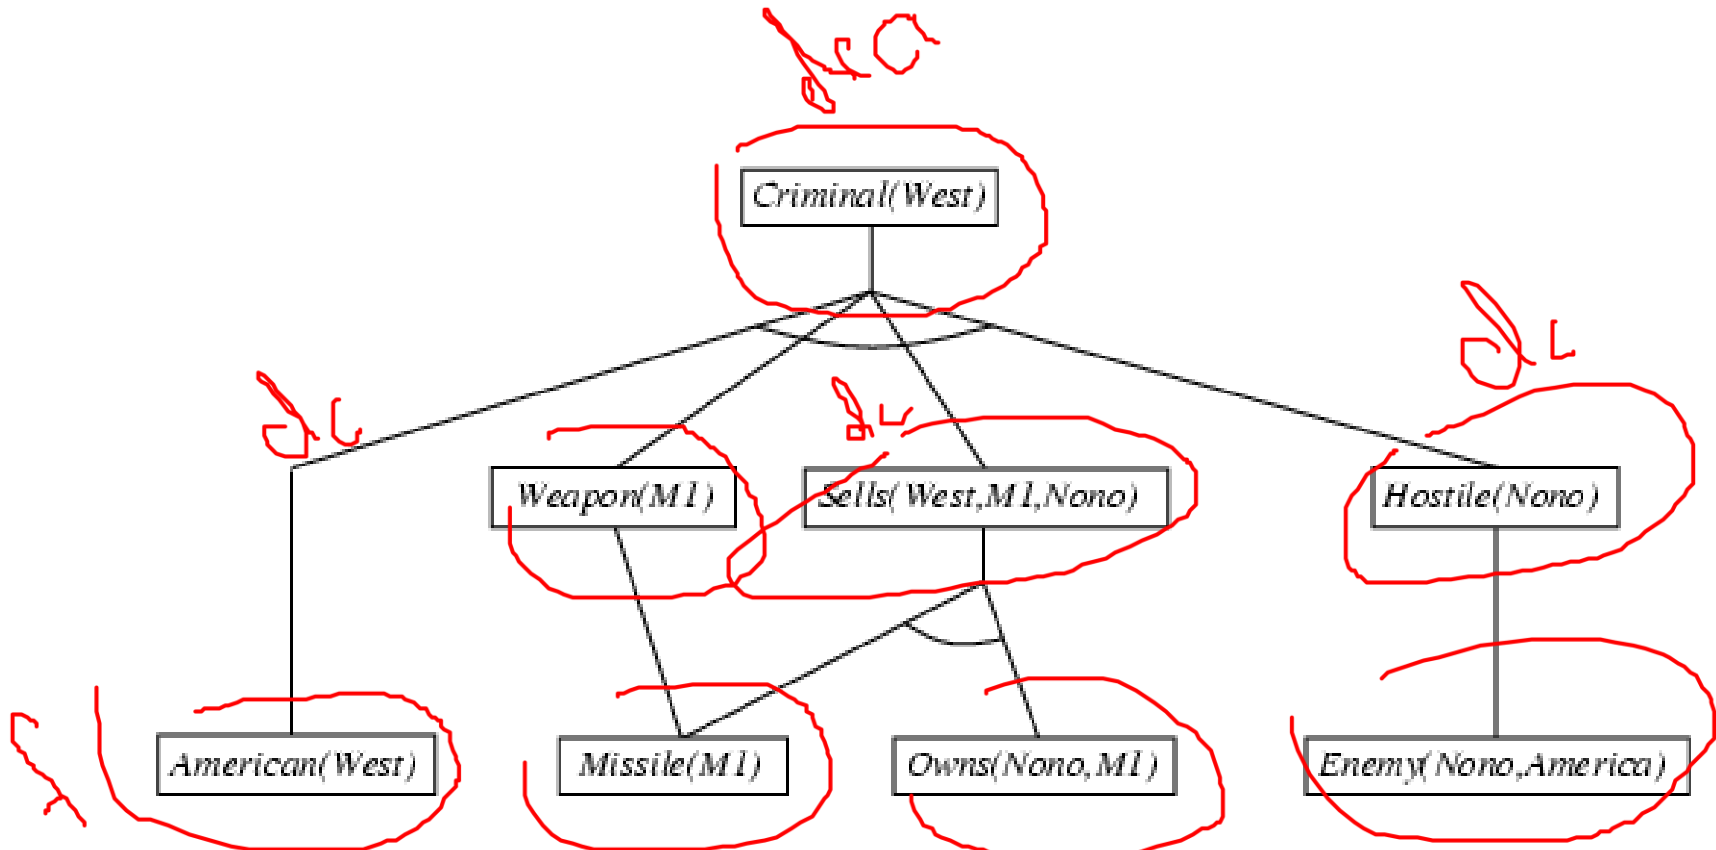 Criminal(West)
Weapon(M1) Sells(West,M1,Nono) Hostile(Nono)
American(West) Missile(M1) Owns(Nono,M1) Enemy(Nono,America)